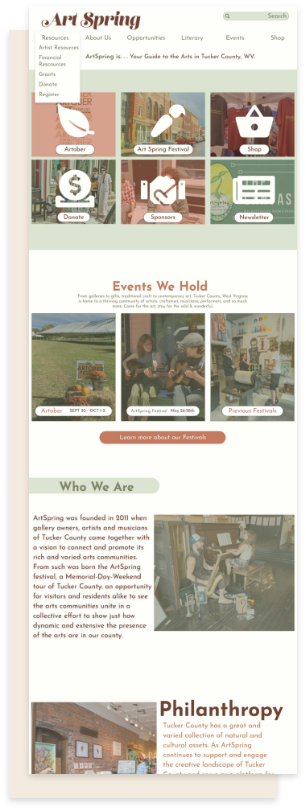 Art Spring
Search
Resources About Us Opportunities Literary Events Shop
Artist Resources
Financial
Resources
Grants
Donate
Register
ArtSpring is.... Your Guide to the Arts in Tucker County, WV.
Artober
Art Spring Festival
Shop
Donate
Sponsors
Newsletter
Events We Hold
From galleries to gifts, traditional craft to contemporary art, Tucker County, West Virginia
is home to a thriving community of artists, craftsmen, musicians, performers, and so much
more. Come for the art, stay for the wild & wonderful.
Artober SEPT 30 - OCT 15
ArtSpring Festival May 26-28th
Previous Festivals
Learn more about our Festivals
Who We Are
ArtSpring was founded in 2011 when
gallery owners, artists and musicians
of Tucker County came together with
a vision to connect and promote its
rich and varied arts communities.
From such was born the ArtSpring
festival, a Memorial-Day-Weekend
tour of Tucker County: an opportunity
for visitors and residents alike to see
the arts communities unite in a
collective effort to show just how
dynamic and extensive the presence
of the arts are in our county.
Philanthropy
Tucker County has a great and
varied collection of natural and
cultural assets. As ArtSpring
continues to support and engage
the creative landscape of Tucker